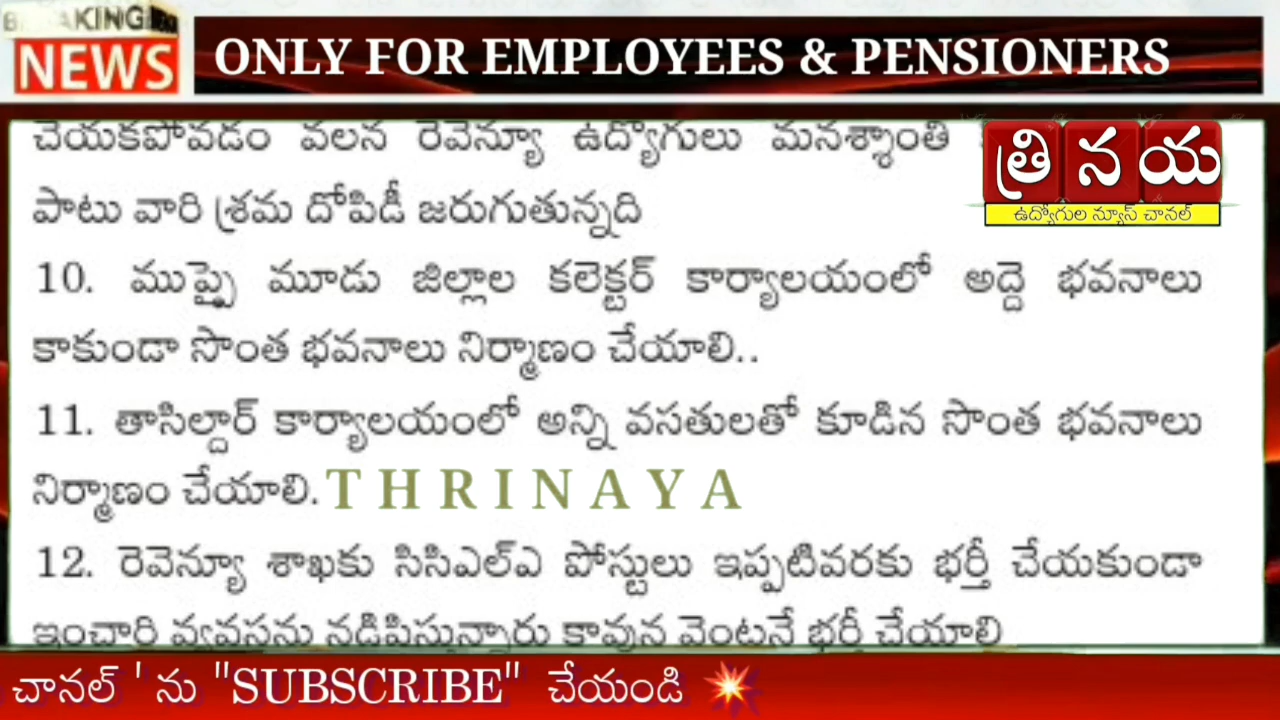 BREAKING
NEWS
ONLY FOR EMPLOYEES & PENSIONERS
చేయకపోవడం వలన రెవెన్యూ ఉద్యోగులు మనశ్శాంతి
త్రినయ
పాటు వారి శ్రమ దోపిడీ జరుగుతున్నది
ఉద్యోగుల న్యూస్ చానల్
10. ముప్పై మూడు జిల్లాల కలెక్టర్ కార్యాలయంలో అద్దె భవనాలు
కాకుండా సొంత భవనాలు నిర్మాణం చేయాలి..
11. తాసిల్దార్ కార్యాలయంలో అన్ని వసతులతో కూడిన సొంత భవనాలు
నిర్మాణం చేయాలి. THRINAYA
12. రెవెన్యూ శాఖకు సిసిఎల్ఏ పోస్టులు ఇప్పటివరకు భర్తీ చేయకుండా
ఇంచార్జి వ్యవస్థను నడిపిస్తున్నారు కావున వెంటనే భర్తీ చేయాలి
చానల్ ' ను "SUBSCRIBE" చేయండి